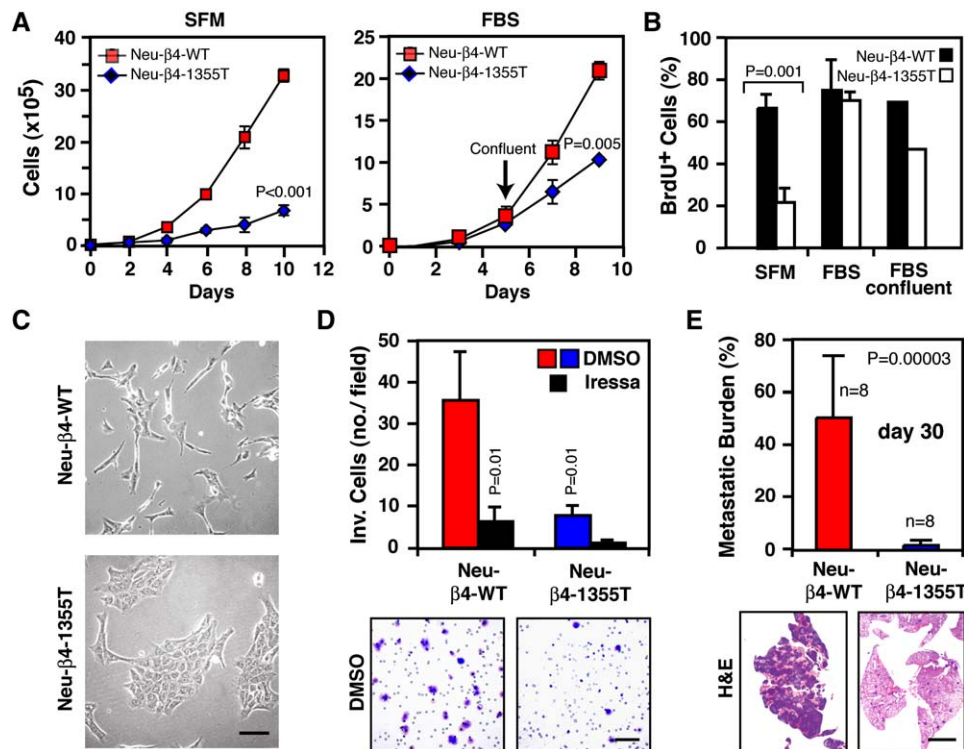 A
SFM
FBS
Cells (x10⁵)
40
30
20
10
0
Neu-β4-WT
Neu-β4-1355T
P<0.001
0 2 4 6 8 10 12
Days
25
20
15
10
5
0
Neu-β4-WT
Neu-β4-1355T
Confluent
P=0.005
0 2 4 6 8 10
Days
B
BrdU⁺ Cells (%)
100
80
60
40
20
0
Neu-β4-WT
Neu-β4-1355T
P=0.001
SFM FBS FBS
confluent
C
Neu-β4-WT
Neu-β4-1355T
D
Inv. Cells (no./ field)
50
40
30
20
10
0
DMSO
Iressa
P=0.01
P=0.01
Neu-
β4-WT
Neu-
β4-1355T
DMSO
E
Metastatic Burden (%)
80
60
40
20
0
P=0.00003
n=8
day 30
n=8
Neu-
β4-WT
Neu-
β4-1355T
H&E